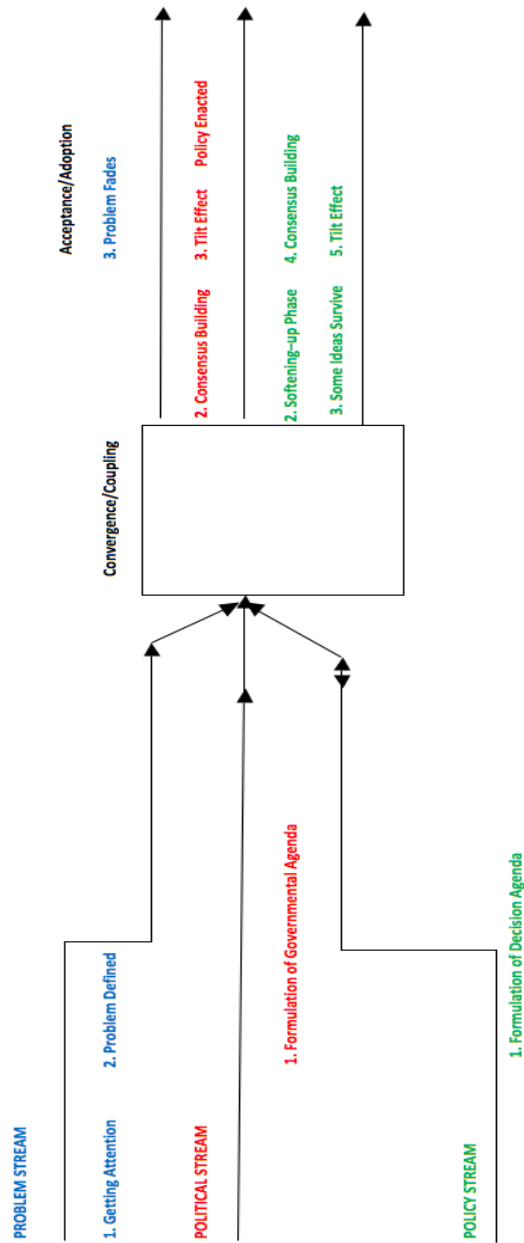 Convergence/Coupling
Acceptance/Adoption
PROBLEM STREAM
1. Getting Attention
2. Problem Defined
3. Problem Fades
POLITICAL STREAM
2. Consensus Building
3. Tilt Effect
Policy Enacted
1. Formulation of Governmental Agenda
2. Softening–up Phase
4. Consensus Building
3. Some Ideas Survive
5. Tilt Effect
POLICY STREAM
1. Formulation of Decision Agenda